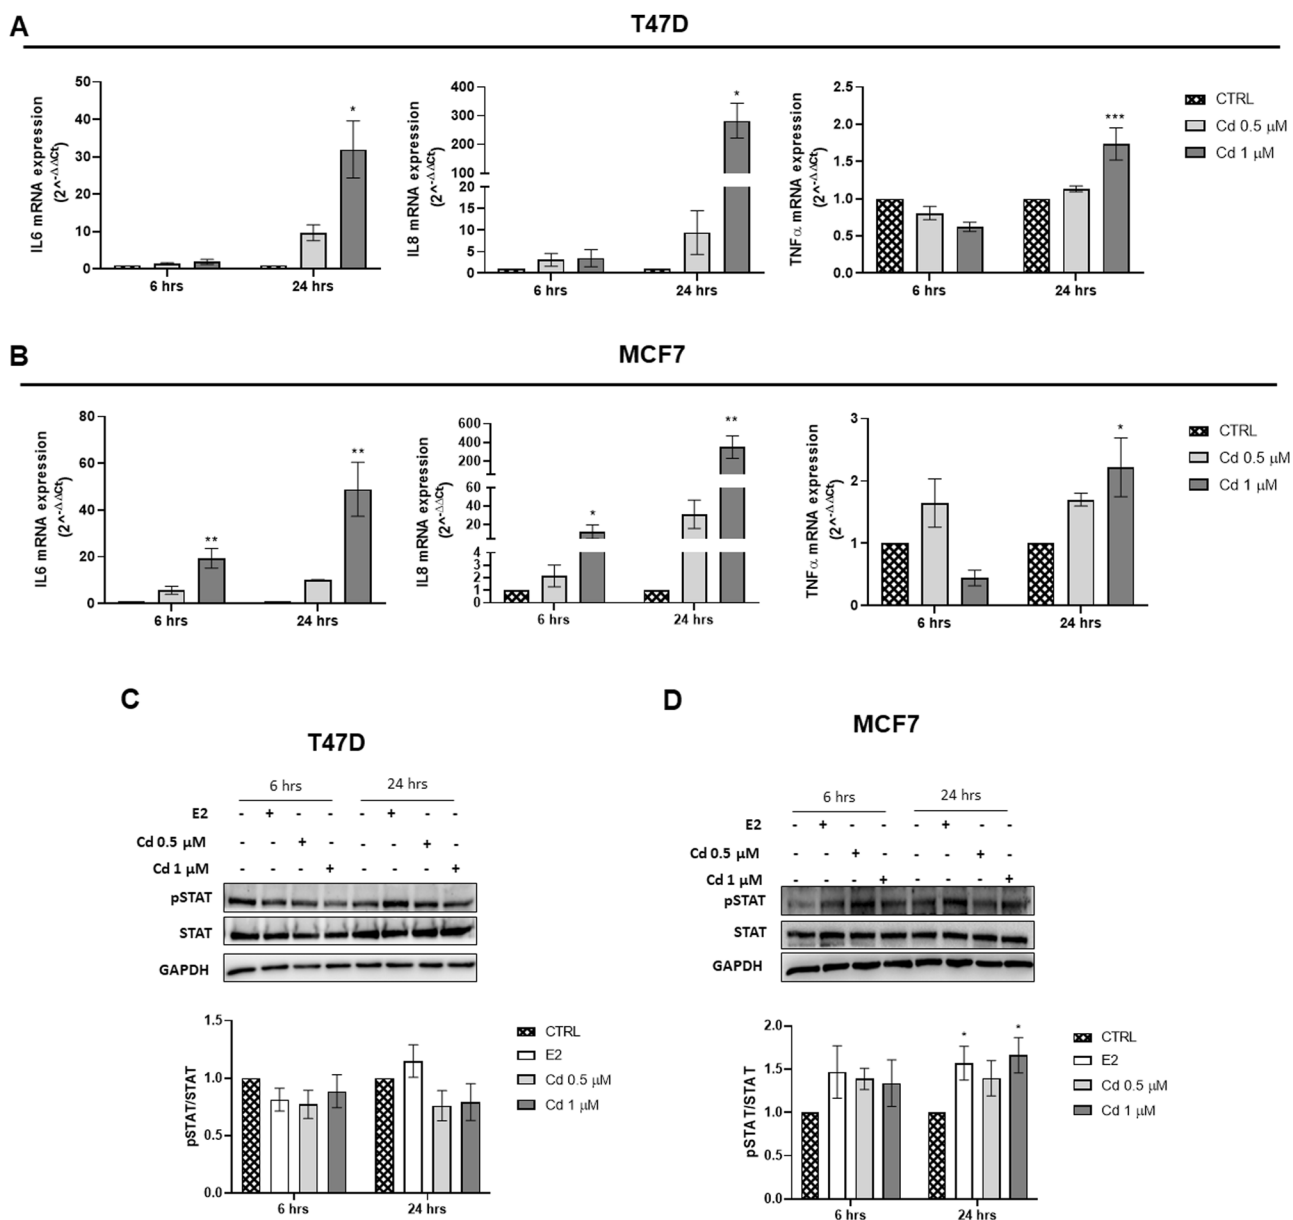 A
T47D
IL6 mRNA expression
(2^-ΔΔCt)
50
40
30
20
10
0
*
6 hrs
24 hrs
IL8 mRNA expression
(2^-ΔΔCt)
400
300
200
100
20
15
10
5
0
*
6 hrs
24 hrs
TNFα mRNA expression
(2^-ΔΔCt)
2.5
2.0
1.5
1.0
0.5
0.0
***
6 hrs
24 hrs
CTRL
Cd 0.5 µM
Cd 1 µM
B
MCF7
IL6 mRNA expression
(2^-ΔΔCt)
80
60
40
20
0
**
**
6 hrs
24 hrs
IL8 mRNA expression
(2^-ΔΔCt)
600
400
200
60
40
20
4
3
2
1
0
*
**
6 hrs
24 hrs
TNFα mRNA expression
(2^-ΔΔCt)
3
2
1
0
*
6 hrs
24 hrs
CTRL
Cd 0.5 µM
Cd 1 µM
C
T47D
6 hrs
24 hrs
E2 - + - - - + - -
Cd 0.5 µM - - + - - - + -
Cd 1 µM - - - + - - - +
pSTAT
STAT
GAPDH
pSTAT/STAT
1.5
1.0
0.5
0.0
6 hrs
24 hrs
CTRL
E2
Cd 0.5 µM
Cd 1 µM
D
MCF7
6 hrs
24 hrs
E2 - + - - - + - -
Cd 0.5 µM - - + - - - + -
Cd 1 µM - - - + - - - +
pSTAT
STAT
GAPDH
pSTAT/STAT
2.0
1.5
1.0
0.5
0.0
*
*
6 hrs
24 hrs
CTRL
E2
Cd 0.5 µM
Cd 1 µM